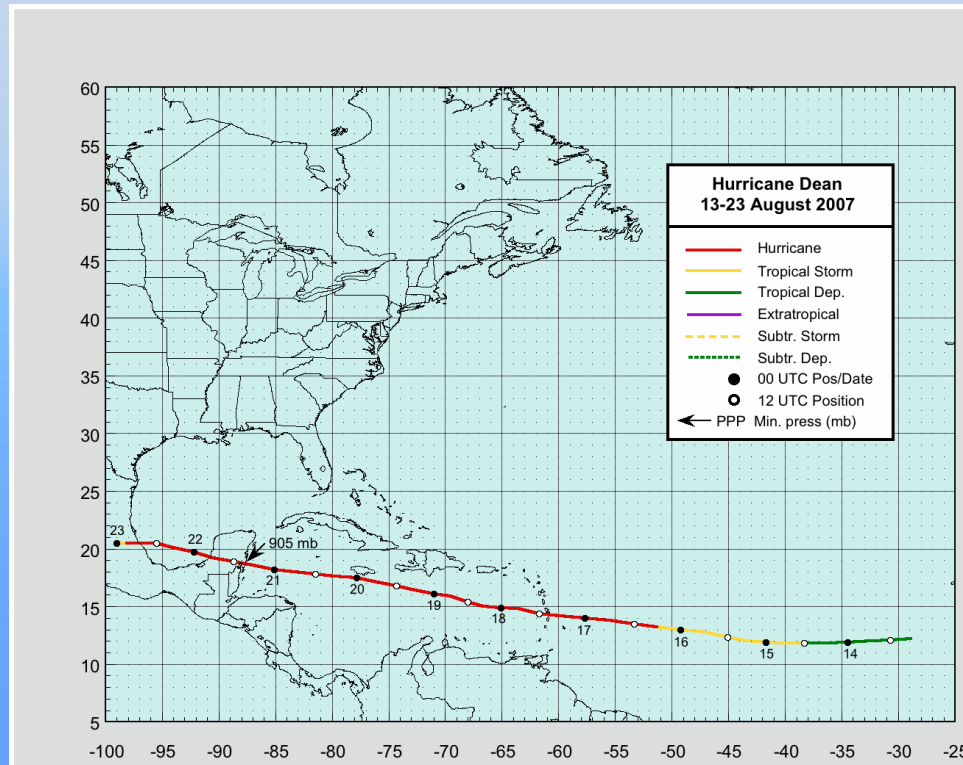 60
55
50
45
40
35
30
25
20
15
10
5
Hurricane Dean
13-23 August 2007
Hurricane
Tropical Storm
Tropical Dep.
Extratropical
Subtr. Storm
Subtr. Dep.
00 UTC Pos/Date
12 UTC Position
PPP Min. press (mb)
23
22
905 mb
21
20
19
18
17
16
15
14
-100 -95 -90 -85 -80 -75 -70 -65 -60 -55 -50 -45 -40 -35 -30 -25